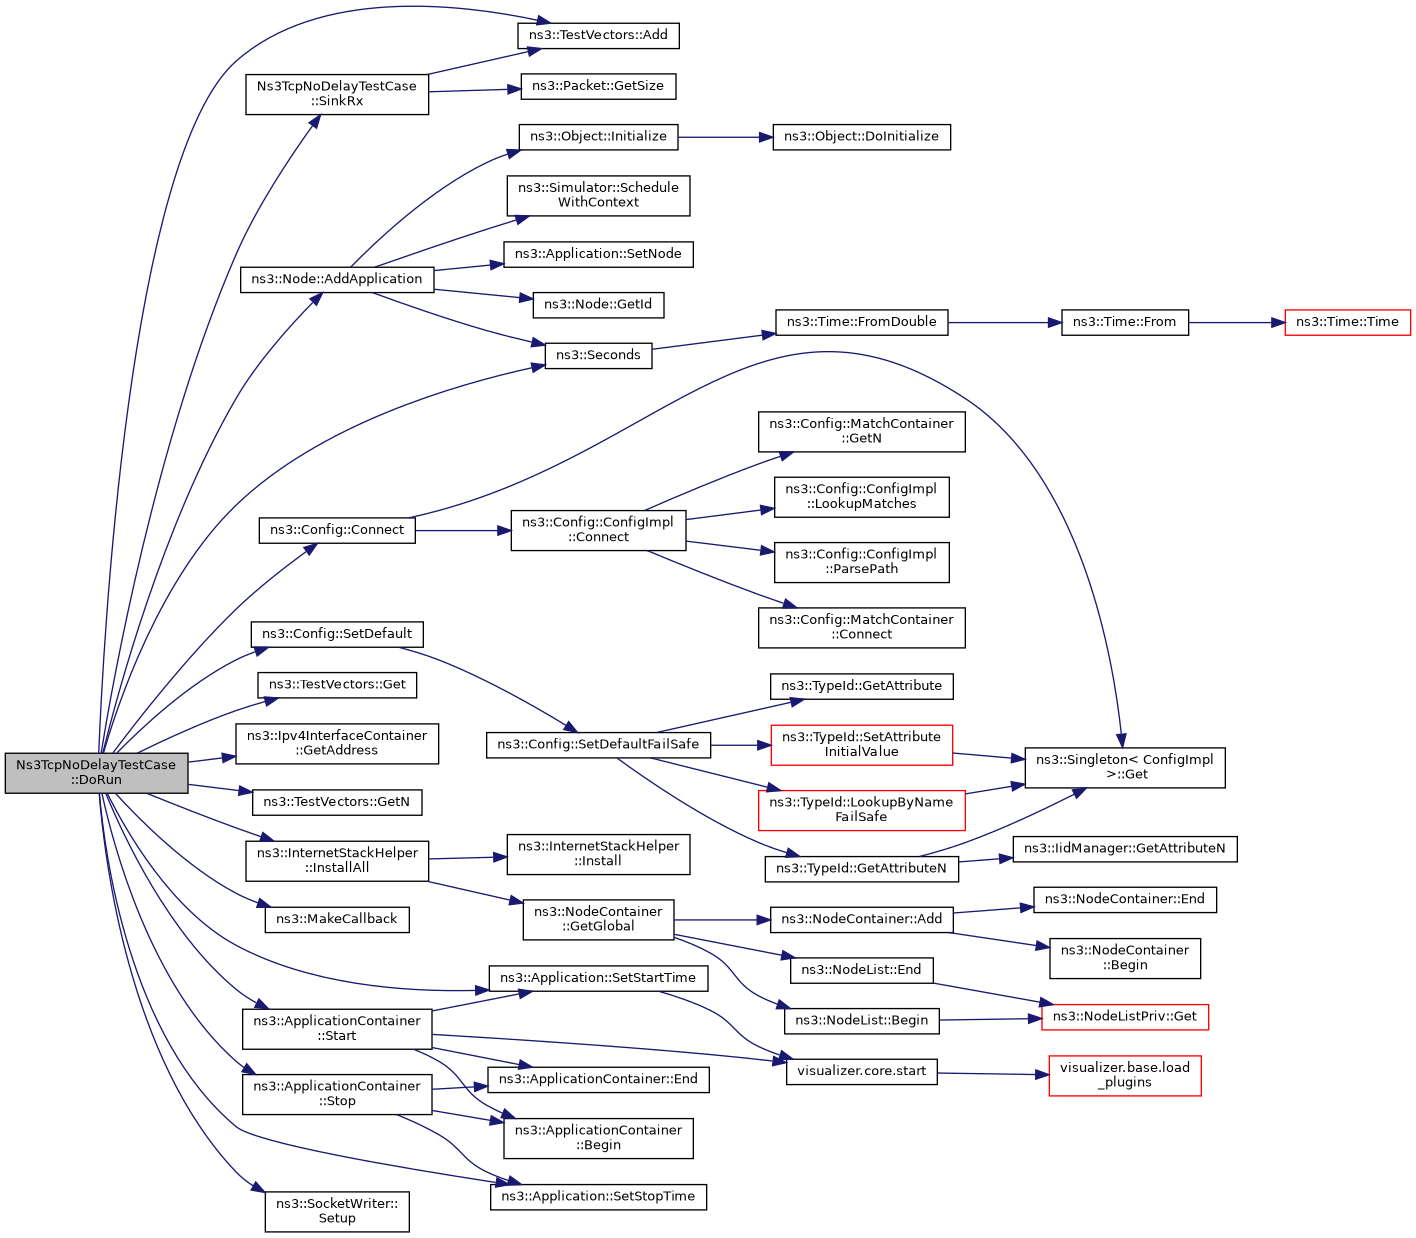 ns3::TestVectors::Add
Ns3TcpNoDelayTestCase
::SinkRx
ns3::Packet::GetSize
ns3::Object::Initialize
ns3::Object::DoInitialize
ns3::Simulator::Schedule
WithContext
ns3::Application::SetNode
ns3::Node::AddApplication
ns3::Node::GetId
ns3::Seconds
ns3::Time::FromDouble
ns3::Time::From
ns3::Time::Time
ns3::Config::MatchContainer
::GetN
ns3::Config::ConfigImpl
::LookupMatches
ns3::Config::Connect
ns3::Config::ConfigImpl
::Connect
ns3::Config::ConfigImpl
::ParsePath
ns3::Config::MatchContainer
::Connect
ns3::Config::SetDefault
ns3::TestVectors::Get
ns3::TypeId::GetAttribute
ns3::Ipv4InterfaceContainer
::GetAddress
ns3::Config::SetDefaultFailSafe
ns3::TypeId::SetAttribute
InitialValue
ns3::Singleton< ConfigImpl
>::Get
Ns3TcpNoDelayTestCase
::DoRun
ns3::TestVectors::GetN
ns3::TypeId::LookupByName
FailSafe
ns3::InternetStackHelper
::InstallAll
ns3::InternetStackHelper
::Install
ns3::TypeId::GetAttributeN
ns3::IidManager::GetAttributeN
ns3::MakeCallback
ns3::NodeContainer
::GetGlobal
ns3::NodeContainer::Add
ns3::NodeContainer::End
ns3::NodeContainer
::Begin
ns3::NodeList::End
ns3::Application::SetStartTime
ns3::NodeList::Begin
ns3::NodeListPriv::Get
ns3::ApplicationContainer
::Start
visualizer.core.start
visualizer.base.load
_plugins
ns3::ApplicationContainer::End
ns3::ApplicationContainer
::Stop
ns3::ApplicationContainer
::Begin
ns3::Application::SetStopTime
ns3::SocketWriter::
Setup